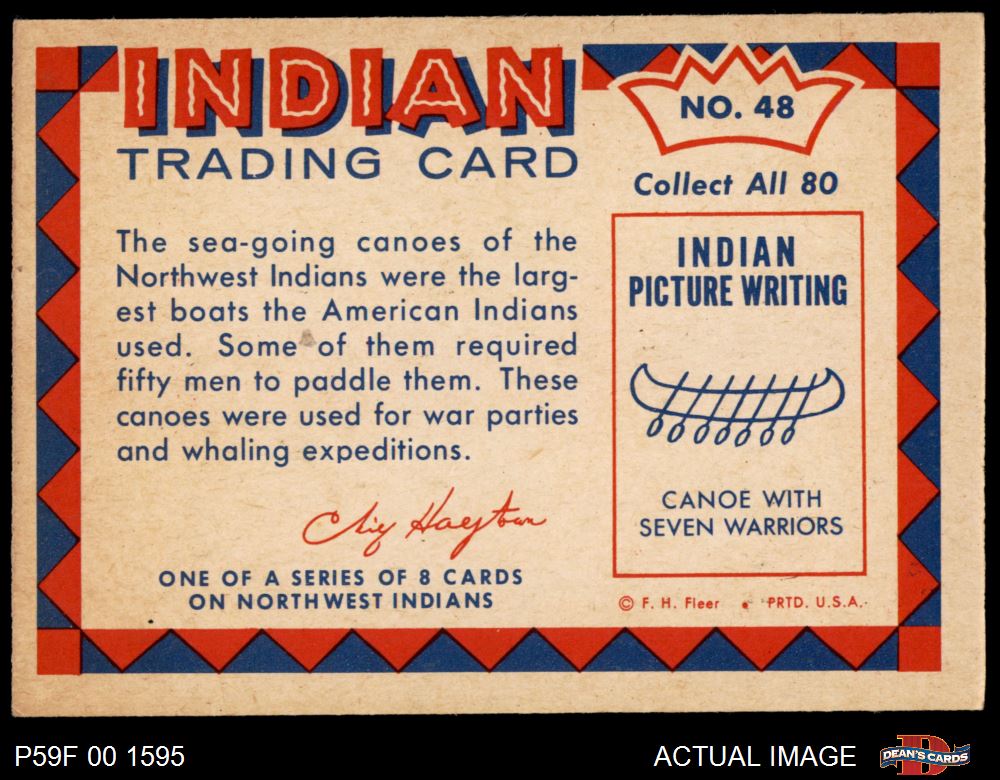 INDIAN
TRADING CARD
NO. 48
Collect All 80
The sea-going canoes of the
Northwest Indians were the larg-
est boats the American Indians
used. Some of them required
fifty men to paddle them. These
canoes were used for war parties
and whaling expeditions.
ONE OF A SERIES OF 8 CARDS
ON NORTHWEST INDIANS
INDIAN
PICTURE WRITING
CANOE WITH
SEVEN WARRIORS
© F. H. Fleer • PRTD. U.S.A.
P59F 00 1595
ACTUAL IMAGE
DEAN'S CARDS